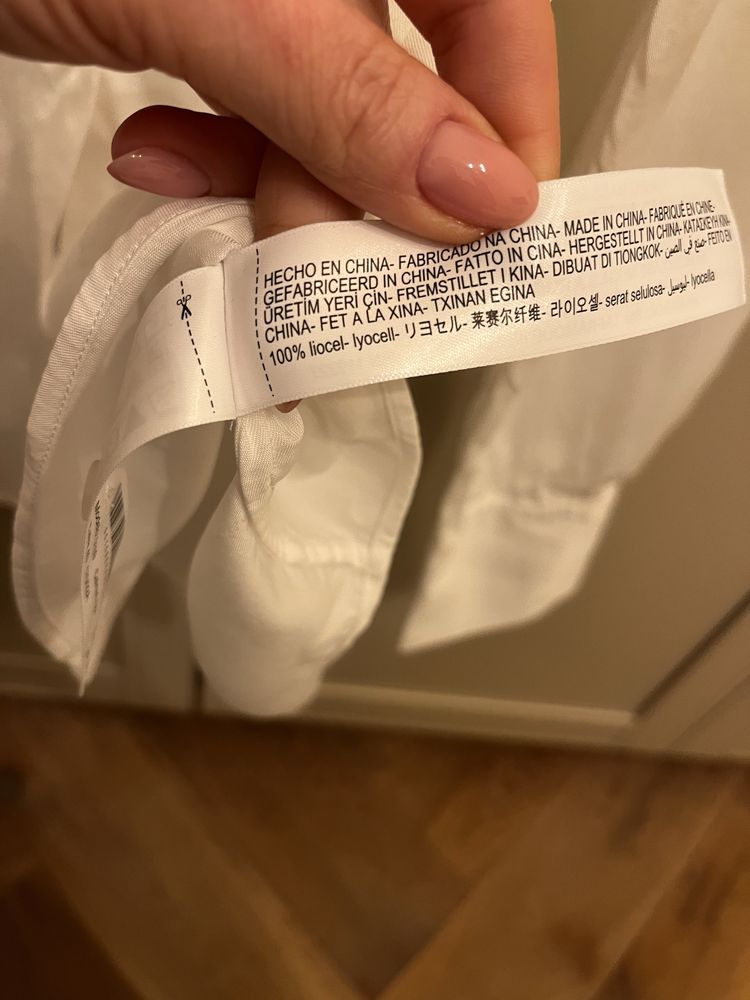 HECHO EN CHINA- FABRICADO NA CHINA- MADE IN CHINA- FABRIQUÉ EN CHINE-
GEFABRICEERD IN CHINA- FATTO IN CINA- HERGESTELLT IN CHINA- ΚΑΤΑΣΚΕΥΗ ΚΙΝΑ-
ÜRETİM YERİ ÇİN- FREMSTILLET I KINA- DIBUAT DI TIONGKOK- صنع في الصين- FEITO EN
CHINA- FET A LA XINA- TXINAN EGINA
100% liocel- lyocell- リヨセル- 莱赛尔纤维- 라이오셀- serat selulosa- ليوسيل- lyocella